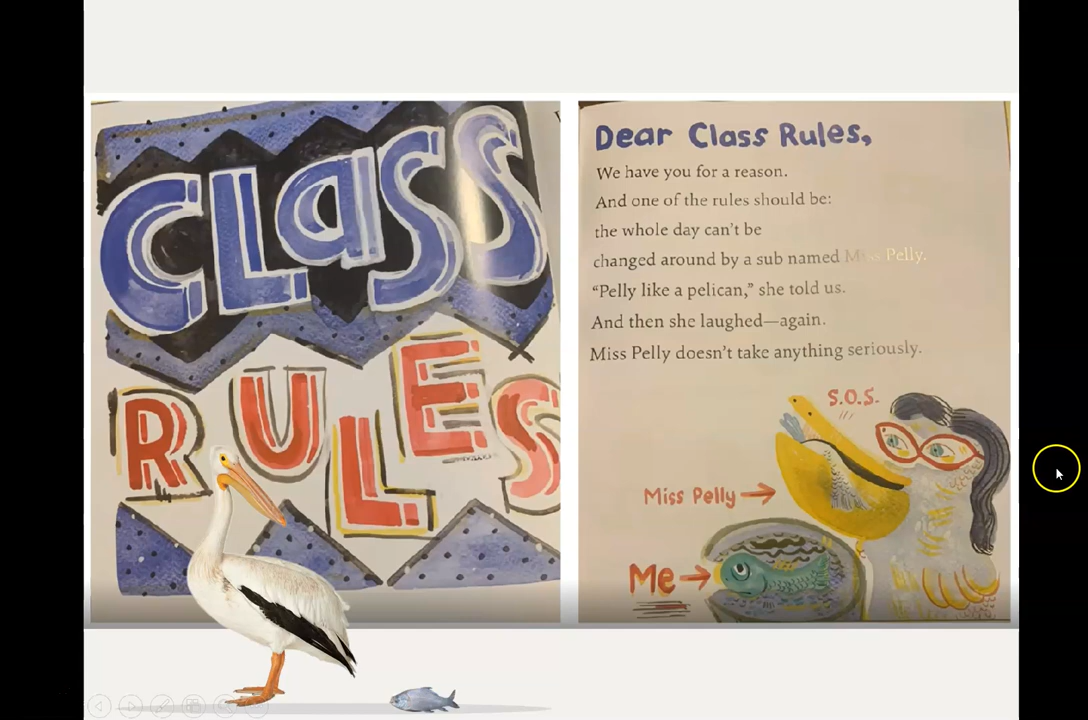 CLaSS
RULES
Dear Class Rules,
We have you for a reason.
And one of the rules should be:
the whole day can't be
changed around by a sub named Miss Pelly.
“Pelly like a pelican,” she told us.
And then she laughed—again.
Miss Pelly doesn't take anything seriously.
S.O.S.
Miss Pelly
Me